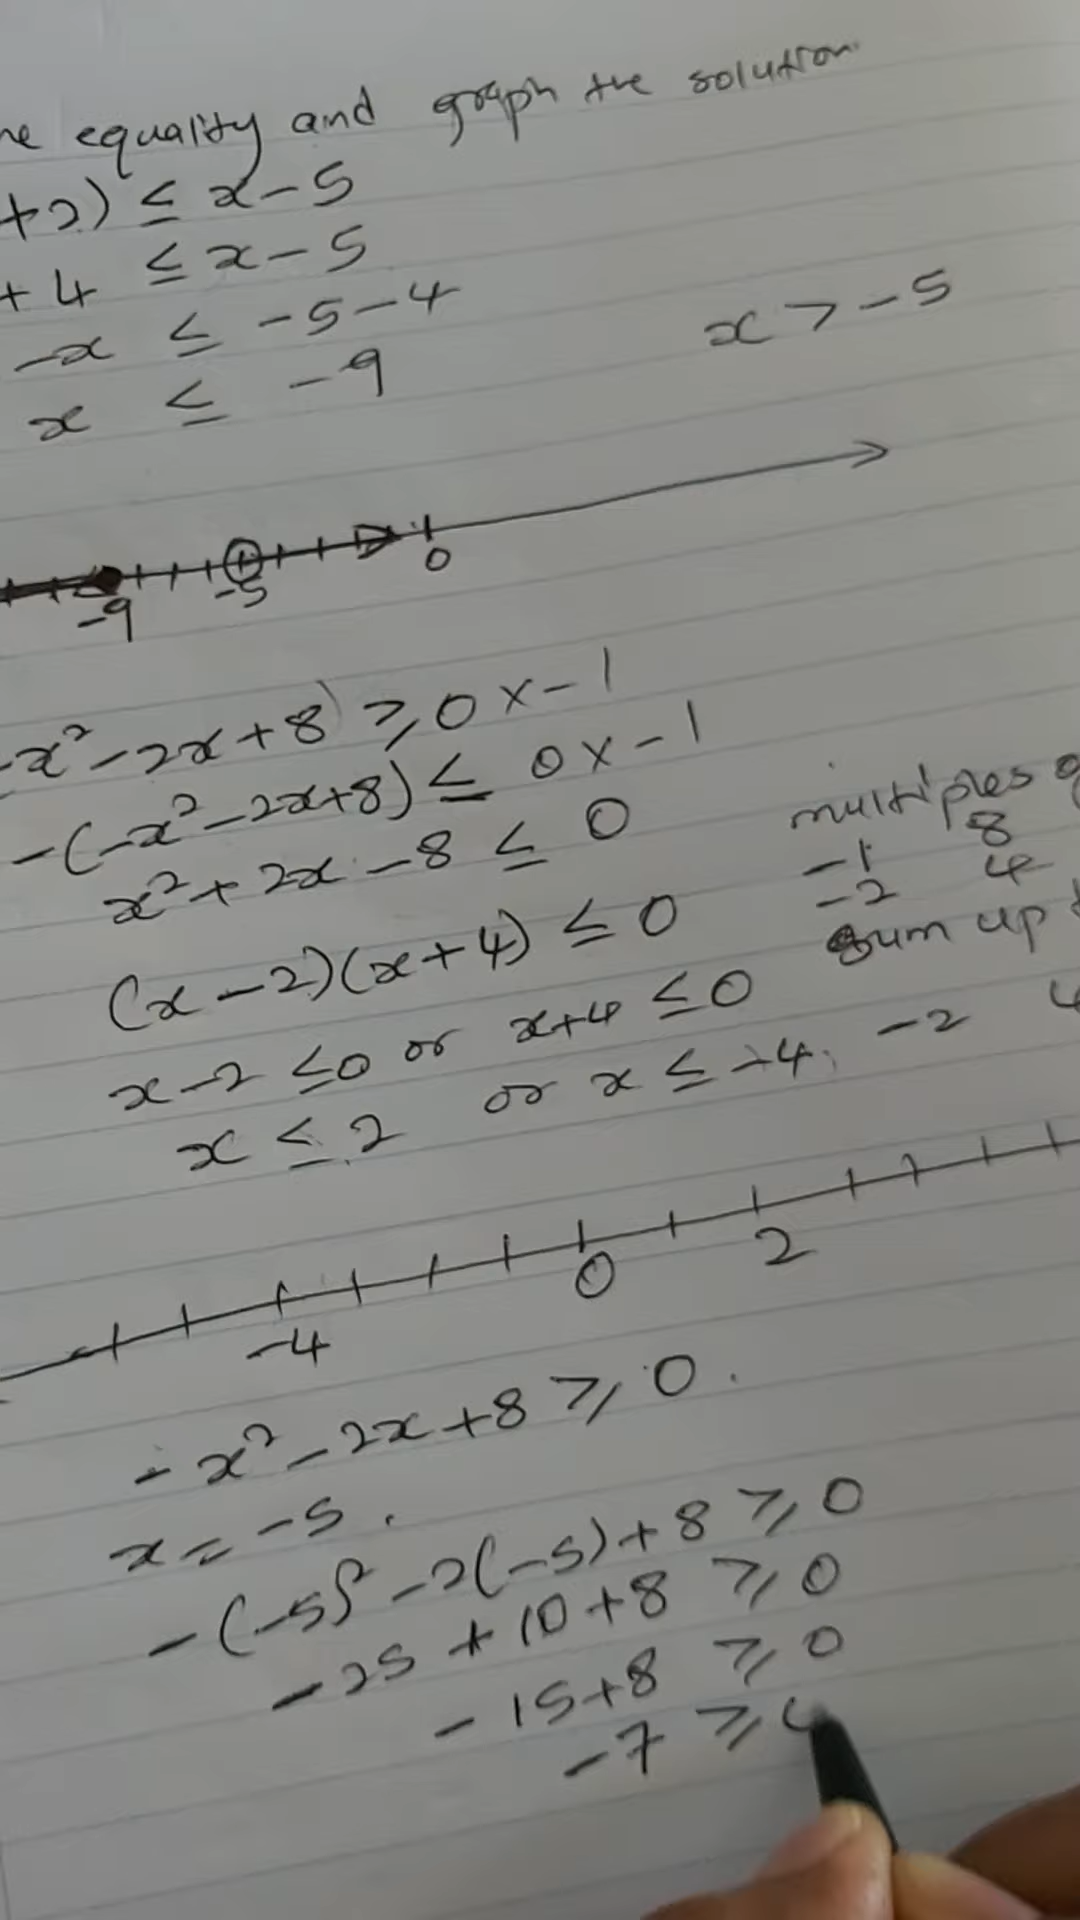 equality and graph the solution
+2) ≤ x - 5
+ 4 ≤ x - 5
-x ≤ -5-4
x ≤ -9
x > -5
-9 -5 0
-x² - 2x + 8) ≥ 0 x -1
-(-x² - 2x + 8) ≤ 0 x -1
x² + 2x - 8 ≤ 0
multiples
-1 8
-2 4
(x - 2)(x + 4) ≤ 0
sum up
x - 2 ≤ 0 or x+4 ≤ 0
-2 4
x ≤ 2 or x ≤ -4
-4 0 2
- x² - 2x + 8 ≥ 0.
x = -5.
-(-5)² - 2(-5) + 8 ≥ 0
-25 + 10 + 8 ≥ 0
-15+8 ≥ 0
-7 ≥